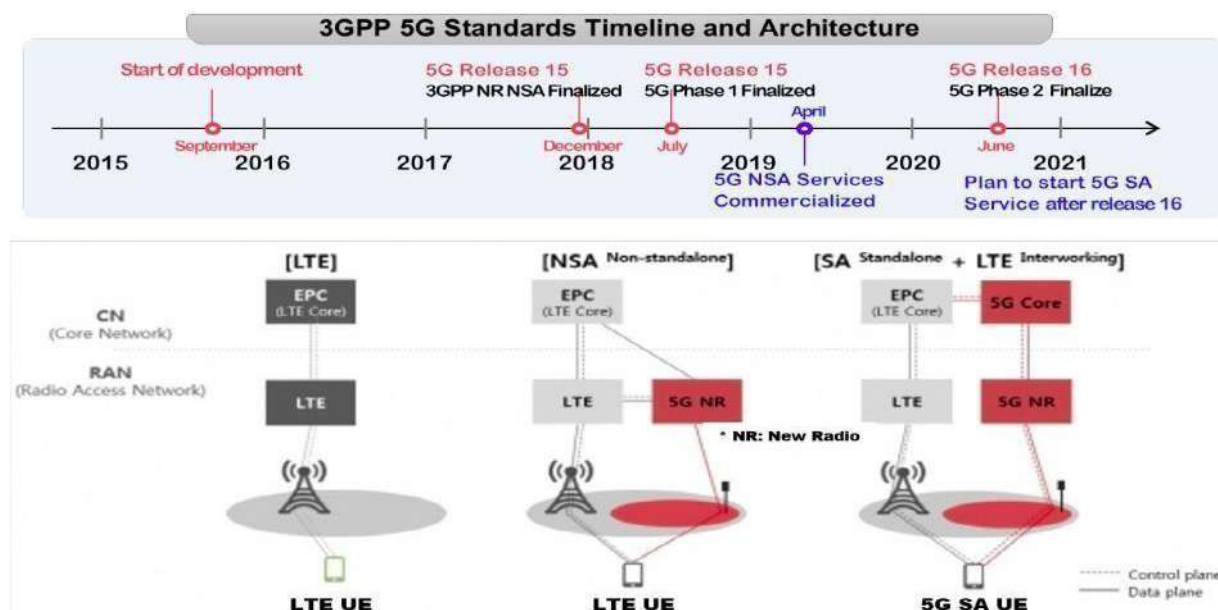 3GPP 5G Standards Timeline and Architecture
Start of development
5G Release 15
3GPP NR NSA Finalized
5G Release 15
5G Phase 1 Finalized
April
5G Release 16
5G Phase 2 Finalize
September
December
July
June
2015
2016
2017
2018
2019
2020
2021
5G NSA Services
Commercialized
Plan to start 5G SA
Service after release 16
[LTE]
[NSA Non-standalone]
[SA Standalone + LTE Interworking]
CN
(Core Network)
EPC
(LTE Core)
EPC
(LTE Core)
EPC
(LTE Core)
5G Core
RAN
(Radio Access Network)
LTE
LTE
5G NR
LTE
5G NR
* NR: New Radio
Control plane
Data plane
LTE UE
LTE UE
5G SA UE